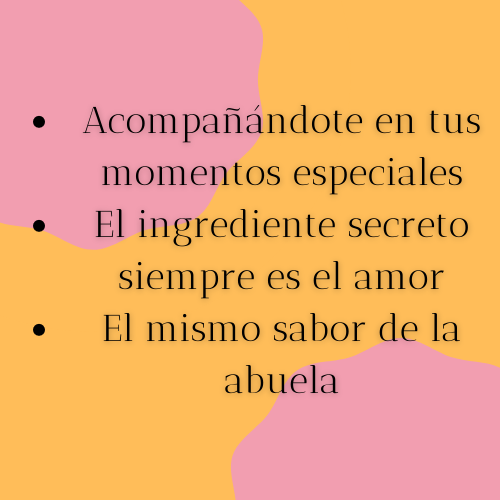 • Acompañándote en tus
momentos especiales
• El ingrediente secreto
siempre es el amor
• El mismo sabor de la
abuela